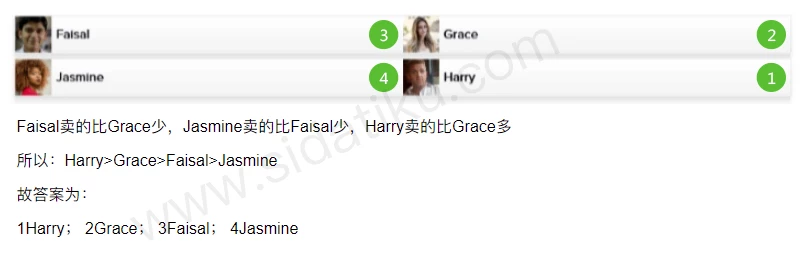 Faisal 3 Grace 2
Jasmine 4 Harry 1
Faisal卖的比Grace少，Jasmine卖的比Faisal少，Harry卖的比Grace多
所以：Harry>Grace>Faisal>Jasmine
故答案为：
1Harry； 2Grace； 3Faisal； 4Jasmine
www.sidatiku.com